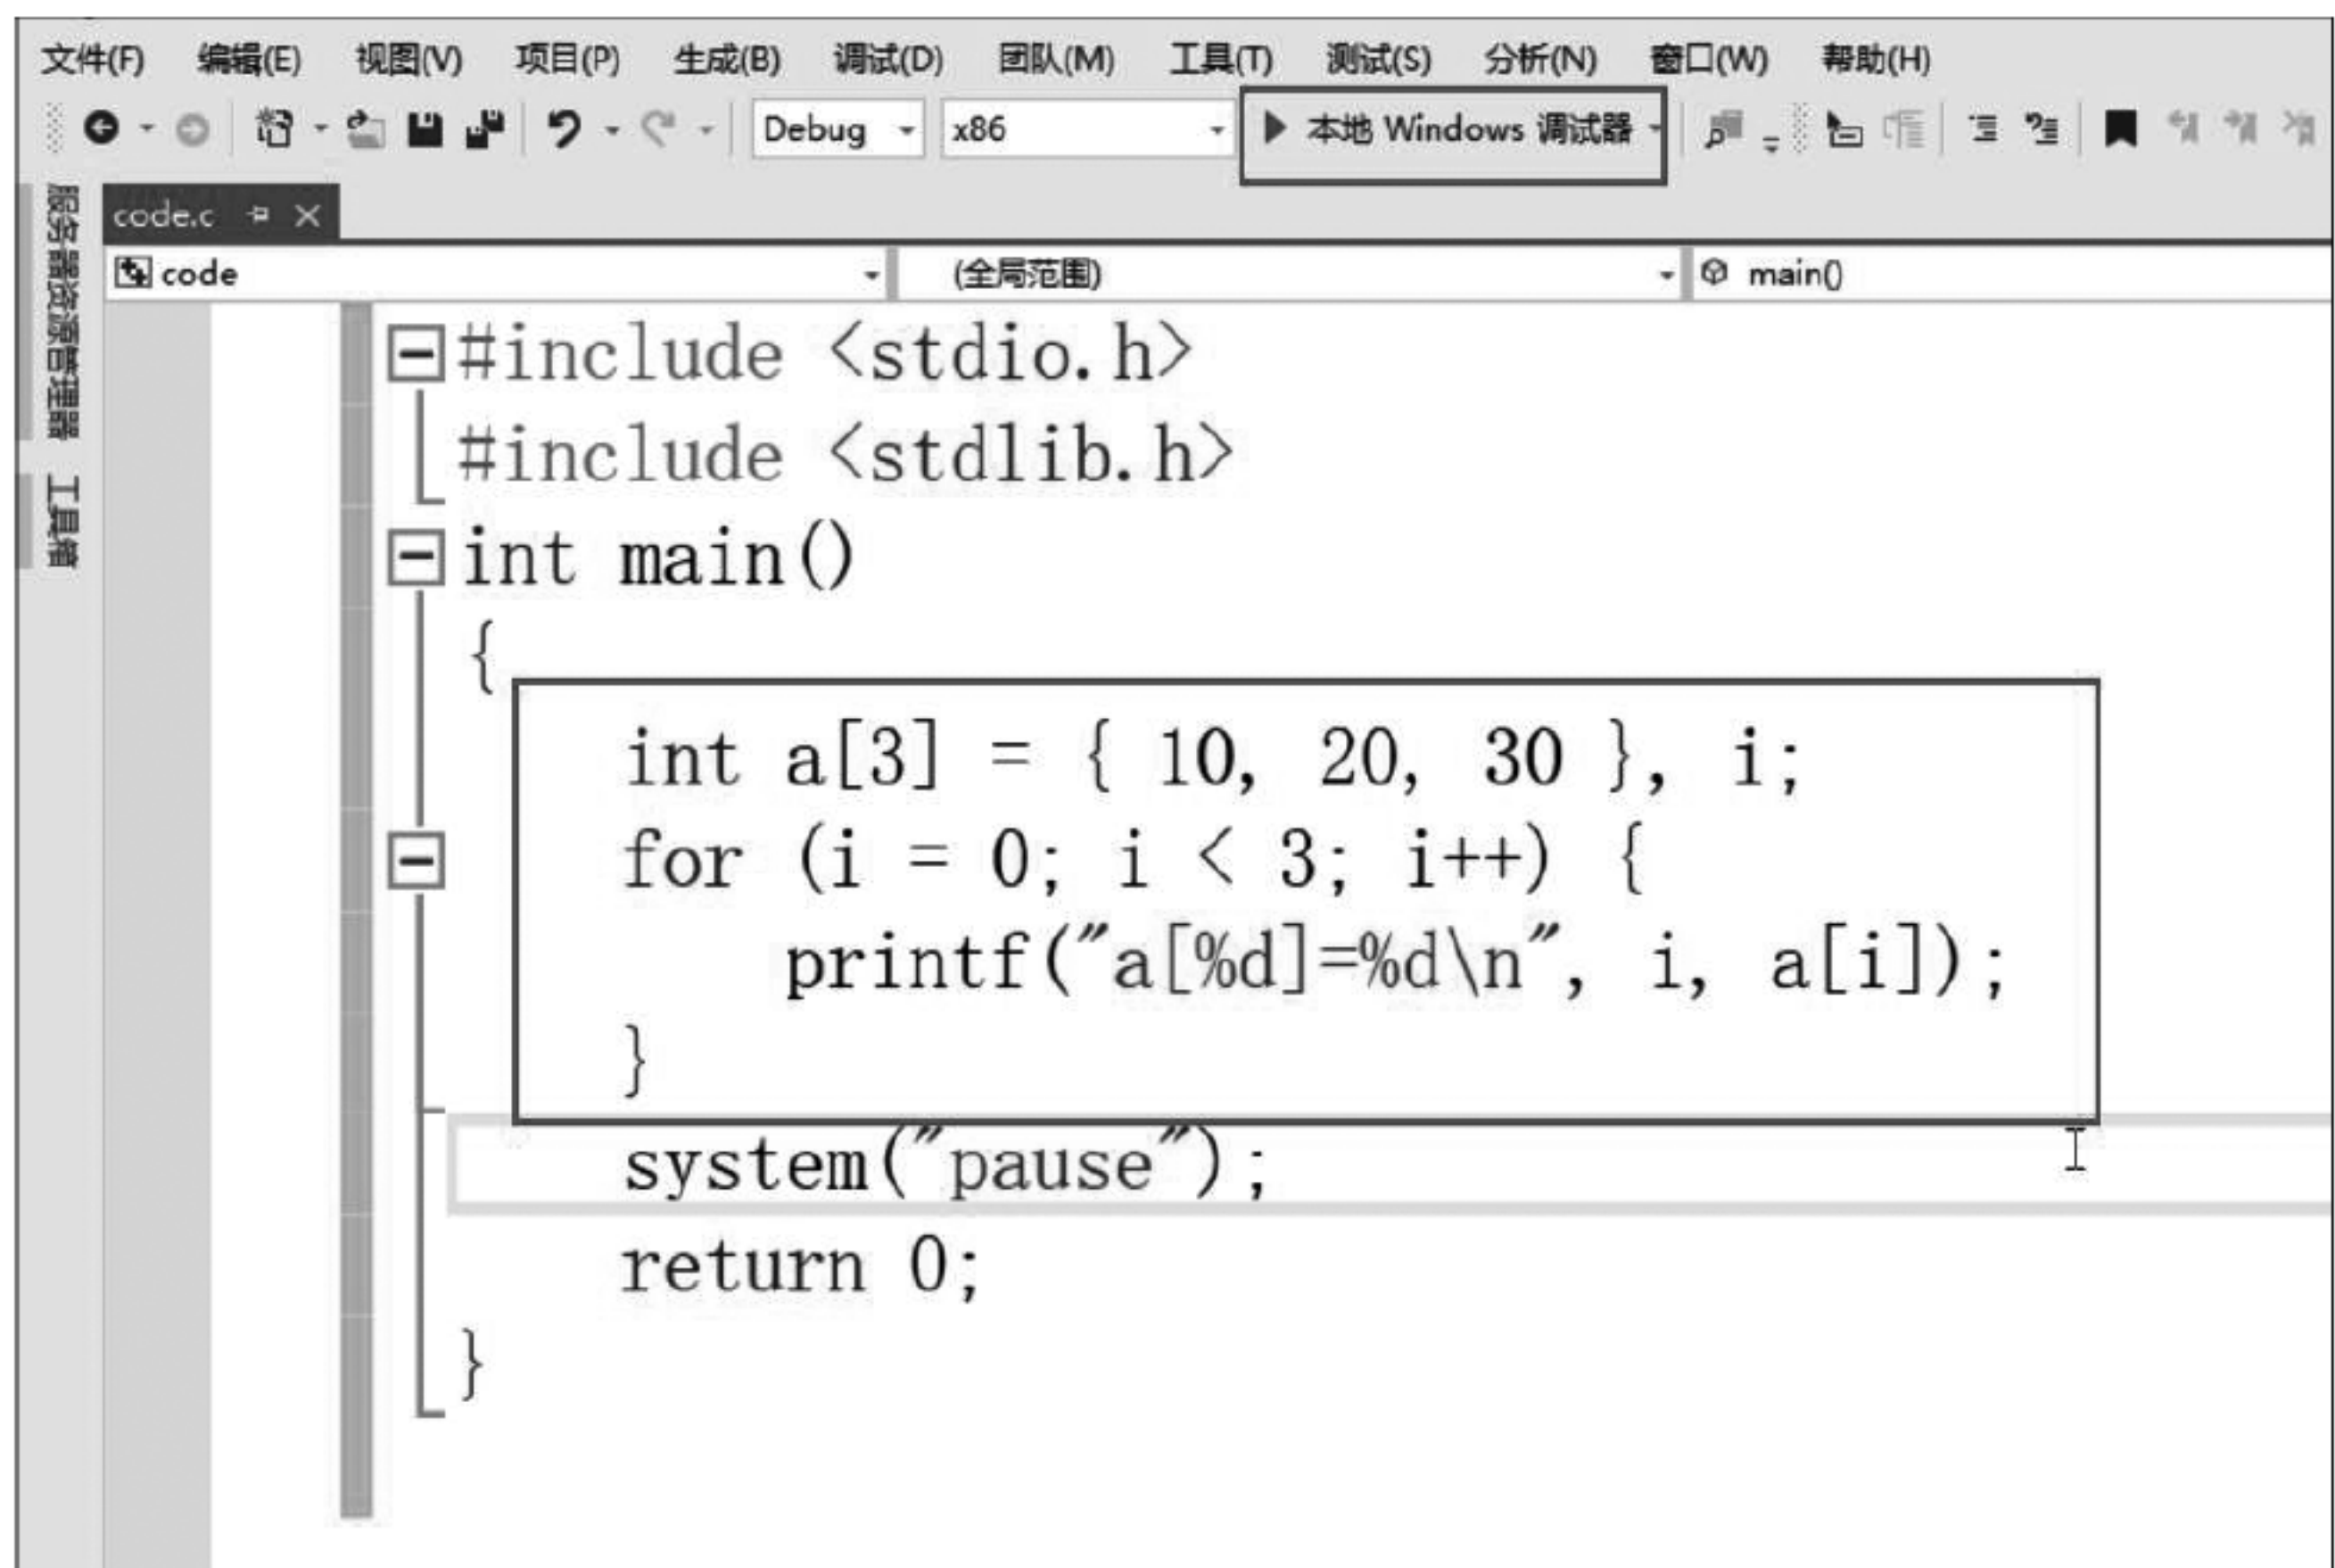 文件(F) 编辑(E) 视图(V) 项目(P) 生成(B) 调试(D) 团队(M) 工具(T) 测试(S) 分析(N) 窗口(W) 帮助(H)
Debug x86 本地 Windows 调试器
服务器资源管理器
工具箱
code.c
code (全局范围) main()
#include <stdio.h>
#include <stdlib.h>
int main()
{
int a[3] = { 10, 20, 30 }, i;
for (i = 0; i < 3; i++) {
printf("a[%d]=%d\n", i, a[i]);
}
system("pause");
return 0;
}